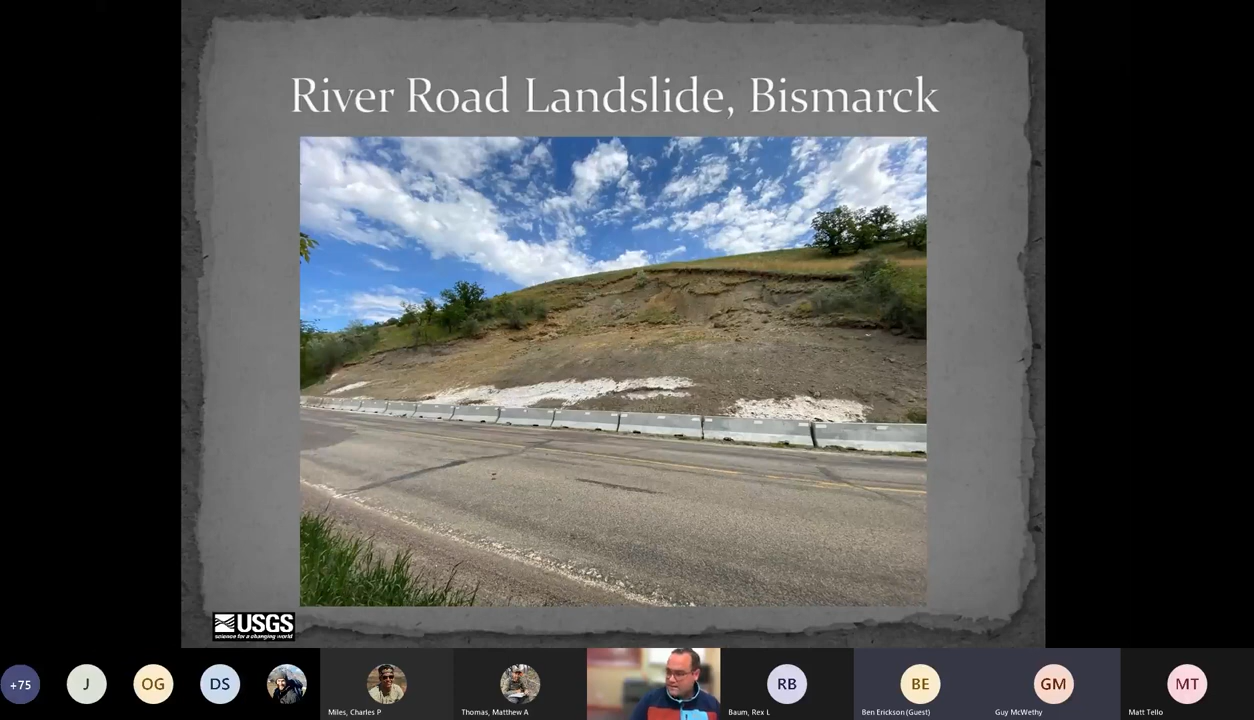 River Road Landslide, Bismarck
USGS
science for a changing world
+75
J
OG
DS
RB
BE
GM
MT
Miles, Charles P
Thomas, Matthew A
Baum, Rex L
Ben Erickson (Guest)
Guy McWethy
Matt Tello